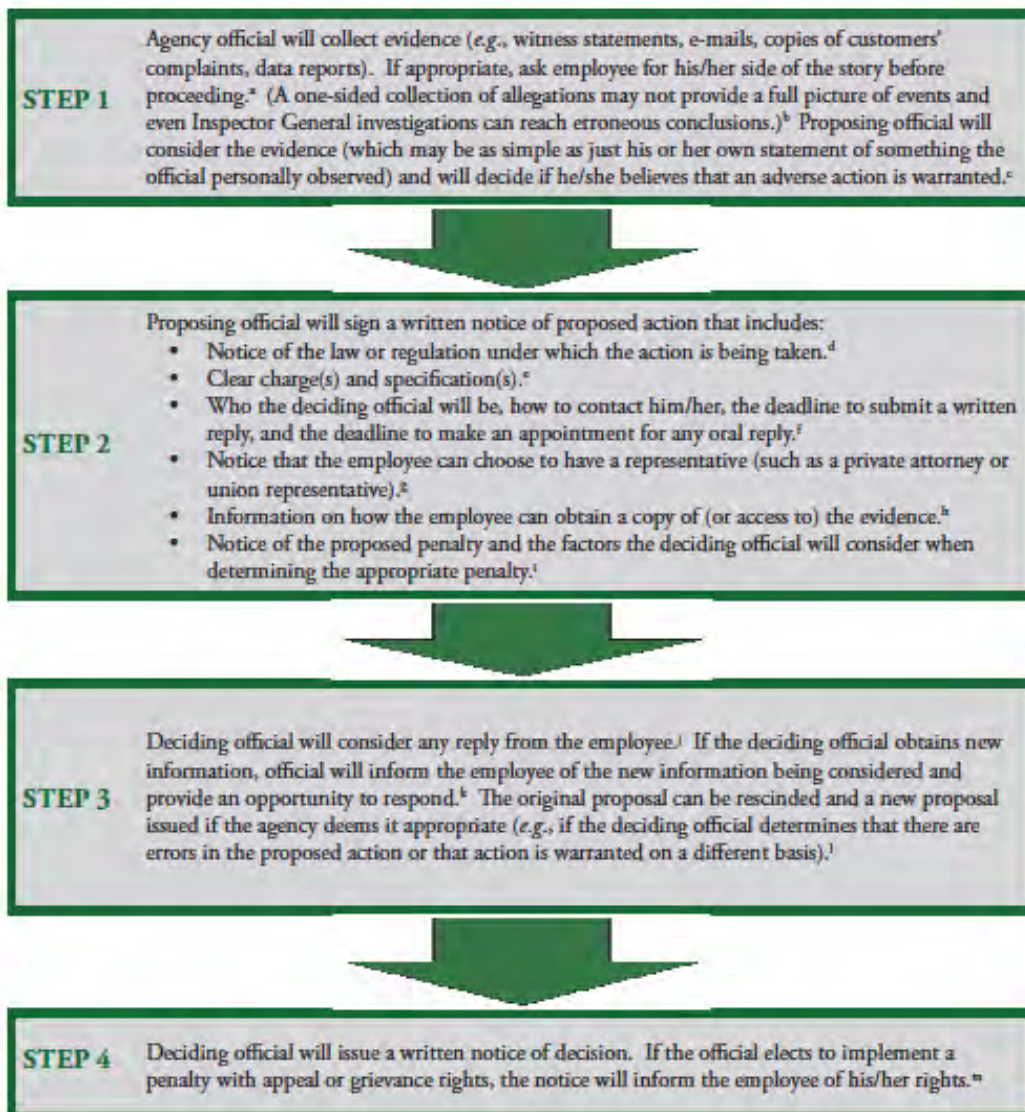 Agency official will collect evidence (e.g., witness statements, e-mails, copies of customers'
complaints, data reports). If appropriate, ask employee for his/her side of the story before
STEP 1 proceeding.ᵃ (A one-sided collection of allegations may not provide a full picture of events and
even Inspector General investigations can reach erroneous conclusions.)ᵇ Proposing official will
consider the evidence (which may be as simple as just his or her own statement of something the
official personally observed) and will decide if he/she believes that an adverse action is warranted.ᶜ
Proposing official will sign a written notice of proposed action that includes:
• Notice of the law or regulation under which the action is being taken.ᵈ
• Clear charge(s) and specification(s).ᵉ
• Who the deciding official will be, how to contact him/her, the deadline to submit a written
STEP 2 reply, and the deadline to make an appointment for any oral reply.ᶠ
• Notice that the employee can choose to have a representative (such as a private attorney or
union representative).ᵍ
• Information on how the employee can obtain a copy of (or access to) the evidence.ʰ
• Notice of the proposed penalty and the factors the deciding official will consider when
determining the appropriate penalty.ⁱ
Deciding official will consider any reply from the employee.ʲ If the deciding official obtains new
information, official will inform the employee of the new information being considered and
STEP 3 provide an opportunity to respond.ᵏ The original proposal can be rescinded and a new proposal
issued if the agency deems it appropriate (e.g., if the deciding official determines that there are
errors in the proposed action or that action is warranted on a different basis).ˡ
STEP 4 Deciding official will issue a written notice of decision. If the official elects to implement a
penalty with appeal or grievance rights, the notice will inform the employee of his/her rights.ᵐ